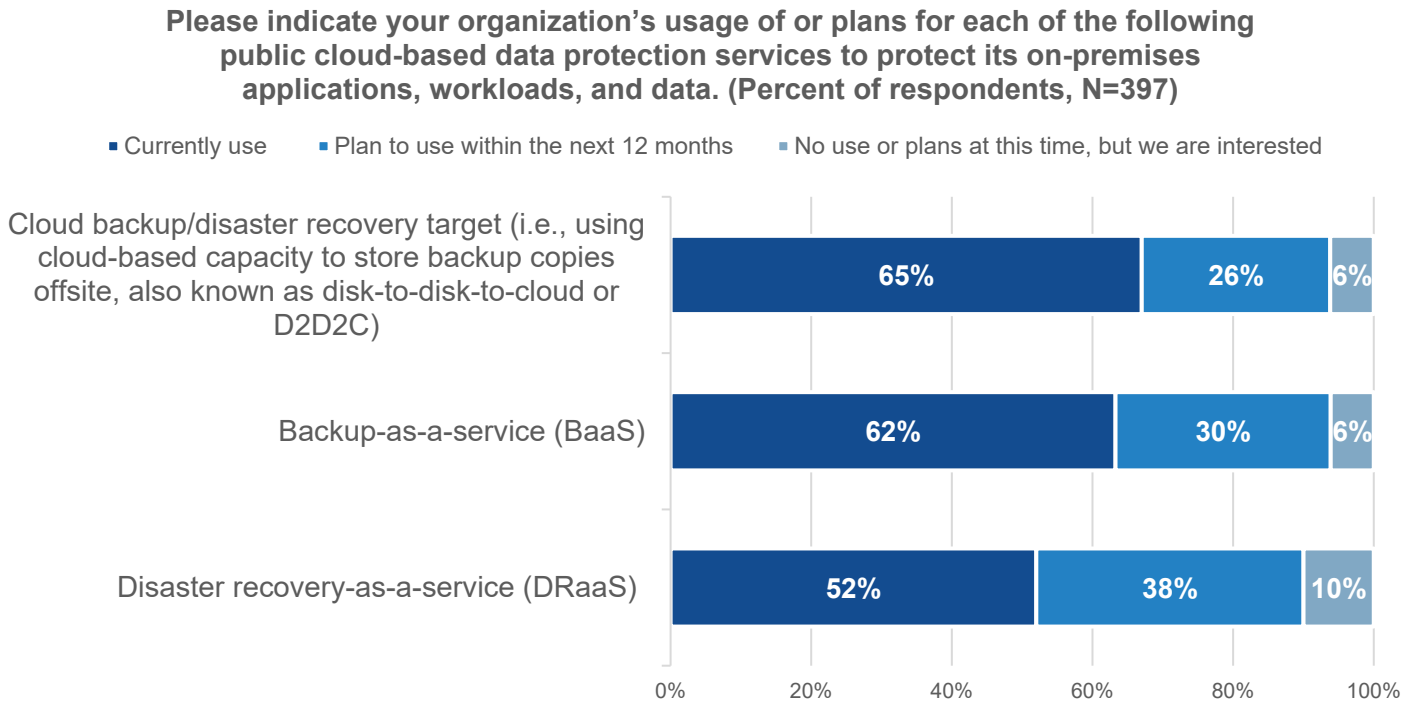 Please indicate your organization’s usage of or plans for each of the following
public cloud-based data protection services to protect its on-premises
applications, workloads, and data. (Percent of respondents, N=397)
Currently use
Plan to use within the next 12 months
No use or plans at this time, but we are interested
Cloud backup/disaster recovery target (i.e., using
cloud-based capacity to store backup copies
offsite, also known as disk-to-disk-to-cloud or
D2D2C)
65%
26%
6%
Backup-as-a-service (BaaS)
62%
30%
6%
Disaster recovery-as-a-service (DRaaS)
52%
38%
10%
0%
20%
40%
60%
80%
100%